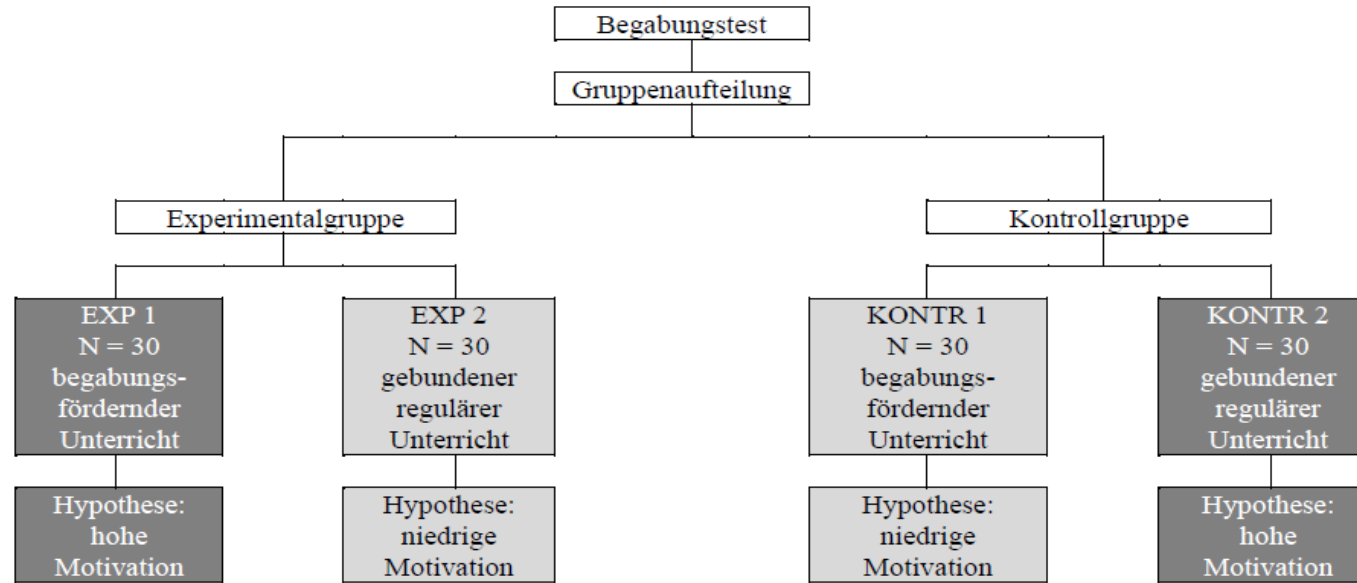 Begabungstest
Gruppenaufteilung
Experimentalgruppe
Kontrollgruppe
EXP 1
N = 30
begabungs-
fördernder
Unterricht
EXP 2
N = 30
gebundener
regulärer
Unterricht
KONTR 1
N = 30
begabungs-
fördernder
Unterricht
KONTR 2
N = 30
gebundener
regulärer
Unterricht
Hypothese:
hohe
Motivation
Hypothese:
niedrige
Motivation
Hypothese:
niedrige
Motivation
Hypothese:
hohe
Motivation